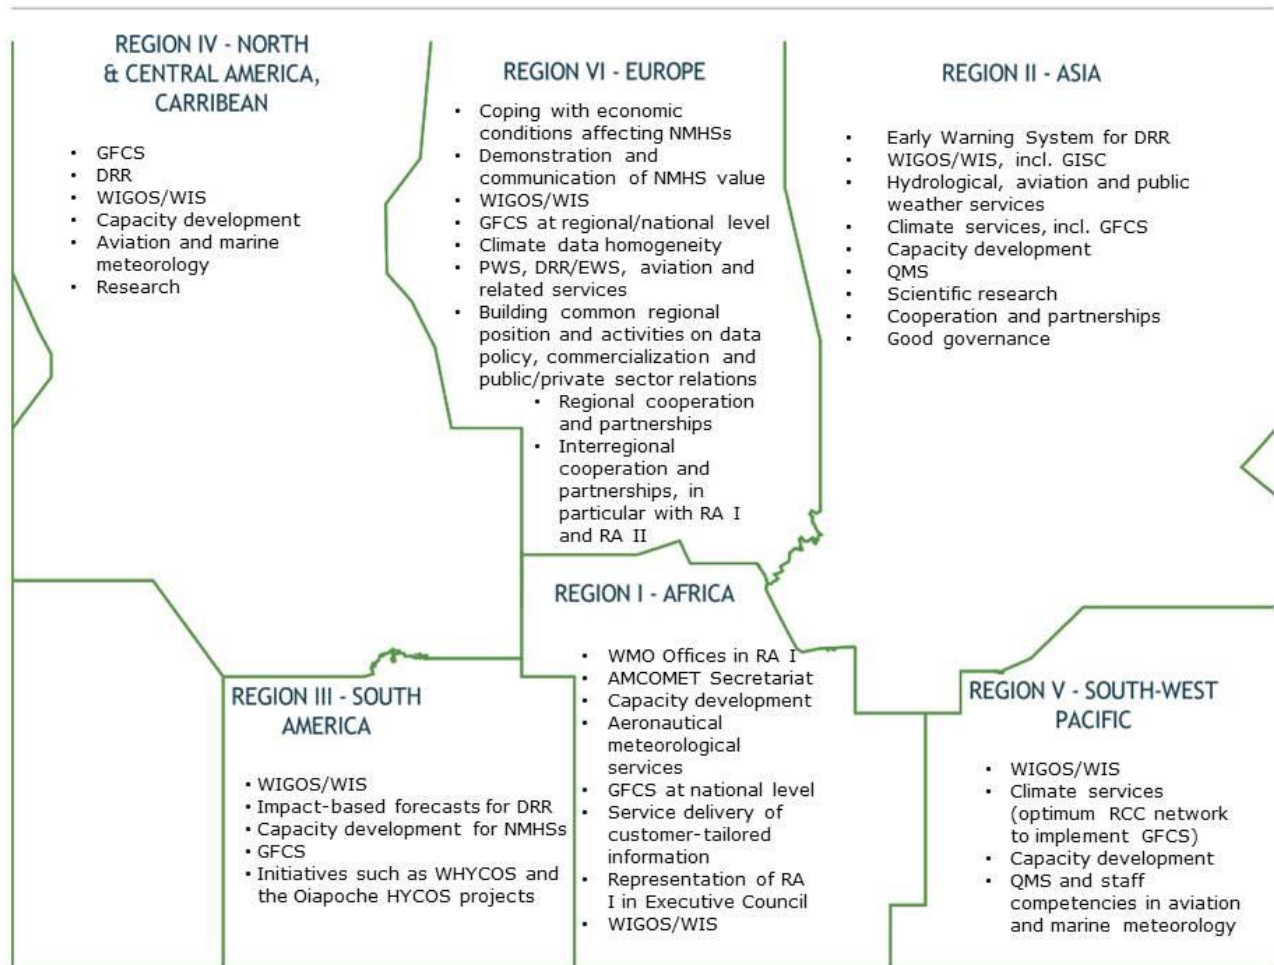 REGION IV - NORTH
& CENTRAL AMERICA,
CARRIBEAN
• GFCS
• DRR
• WIGOS/WIS
• Capacity development
• Aviation and marine
meteorology
• Research
REGION VI - EUROPE
• Coping with economic
conditions affecting NMHSs
• Demonstration and
communication of NMHS value
• WIGOS/WIS
• GFCS at regional/national level
• Climate data homogeneity
• PWS, DRR/EWS, aviation and
related services
• Building common regional
position and activities on data
policy, commercialization and
public/private sector relations
• Regional cooperation
and partnerships
• Interregional
cooperation and
partnerships, in
particular with RA I
and RA II
REGION II - ASIA
• Early Warning System for DRR
• WIGOS/WIS, incl. GISC
• Hydrological, aviation and public
weather services
• Climate services, incl. GFCS
• Capacity development
• QMS
• Scientific research
• Cooperation and partnerships
• Good governance
REGION III - SOUTH
AMERICA
• WIGOS/WIS
• Impact-based forecasts for DRR
• Capacity development for NMHSs
• GFCS
• Initiatives such as WHYCOS and
the Oiapoche HYCOS projects
REGION I - AFRICA
• WMO Offices in RA I
• AMCOMET Secretariat
• Capacity development
• Aeronautical
meteorological
services
• GFCS at national level
• Service delivery of
customer-tailored
information
• Representation of RA
I in Executive Council
• WIGOS/WIS
REGION V - SOUTH-WEST
PACIFIC
• WIGOS/WIS
• Climate services
(optimum RCC network
to implement GFCS)
• Capacity development
• QMS and staff
competencies in aviation
and marine meteorology